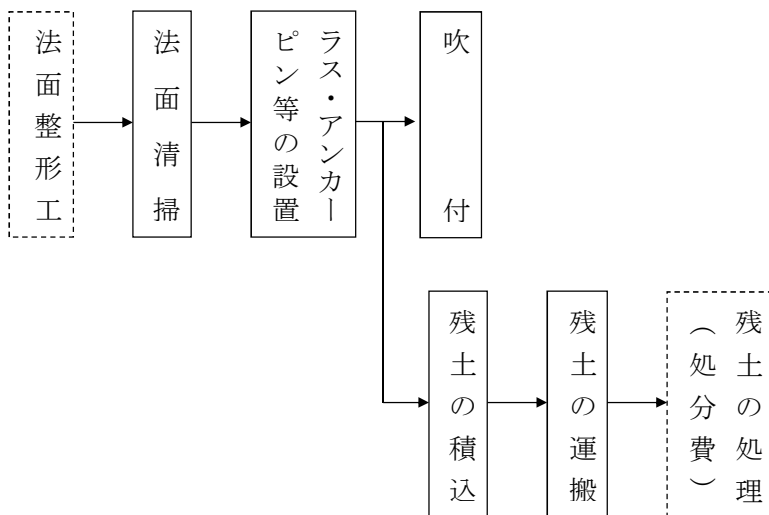 法面整形工
法面清掃
ラス・アンカー
ピン等の設置
吹付
残土の積込
残土の運搬
残土の処理
（処分費）